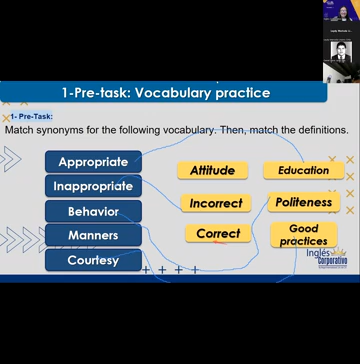 1-Pre-task: Vocabulary practice
1- Pre-Task:
Match synonyms for the following vocabulary. Then, match the definitions.
Appropriate
Inappropriate
Behavior
Manners
Courtesy
Attitude
Incorrect
Correct
Education
Politeness
Good
practices
Inglés
Corporativo